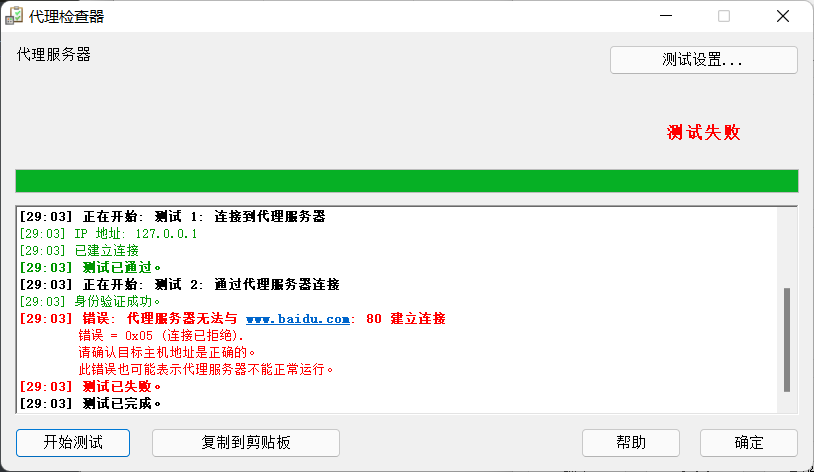 代理检查器
代理服务器
测试设置...
测试失败
[29:03] 正在开始: 测试 1: 连接到代理服务器
[29:03] IP 地址: 127.0.0.1
[29:03] 已建立连接
[29:03] 测试已通过。
[29:03] 正在开始: 测试 2: 通过代理服务器连接
[29:03] 身份验证成功。
[29:03] 错误: 代理服务器无法与 www.baidu.com: 80 建立连接
错误 = 0x05 (连接已拒绝).
请确认目标主机地址是正确的。
此错误也可能表示代理服务器不能正常运行。
[29:03] 测试已失败。
[29:03] 测试已完成。
开始测试
复制到剪贴板
帮助
确定